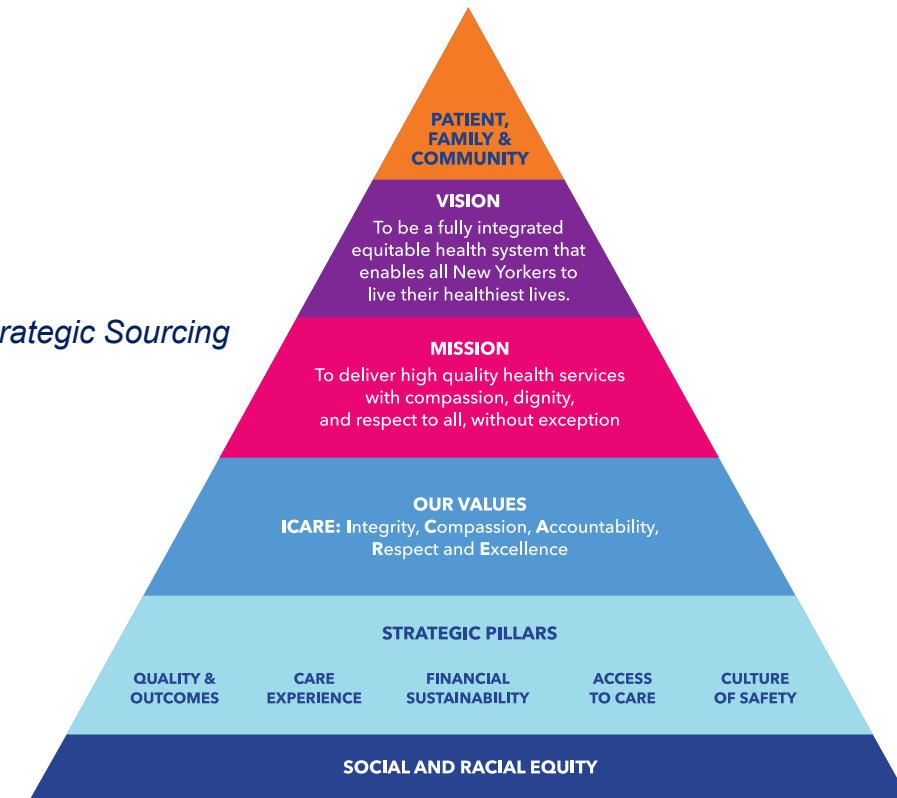 PATIENT,
FAMILY &
COMMUNITY
VISION
To be a fully integrated
equitable health system that
enables all New Yorkers to
live their healthiest lives.
rategic Sourcing
MISSION
To deliver high quality health services
with compassion, dignity,
and respect to all, without exception
OUR VALUES
ICARE: Integrity, Compassion, Accountability,
Respect and Excellence
STRATEGIC PILLARS
QUALITY &
OUTCOMES
CARE
EXPERIENCE
FINANCIAL
SUSTAINABILITY
ACCESS
TO CARE
CULTURE
OF SAFETY
SOCIAL AND RACIAL EQUITY